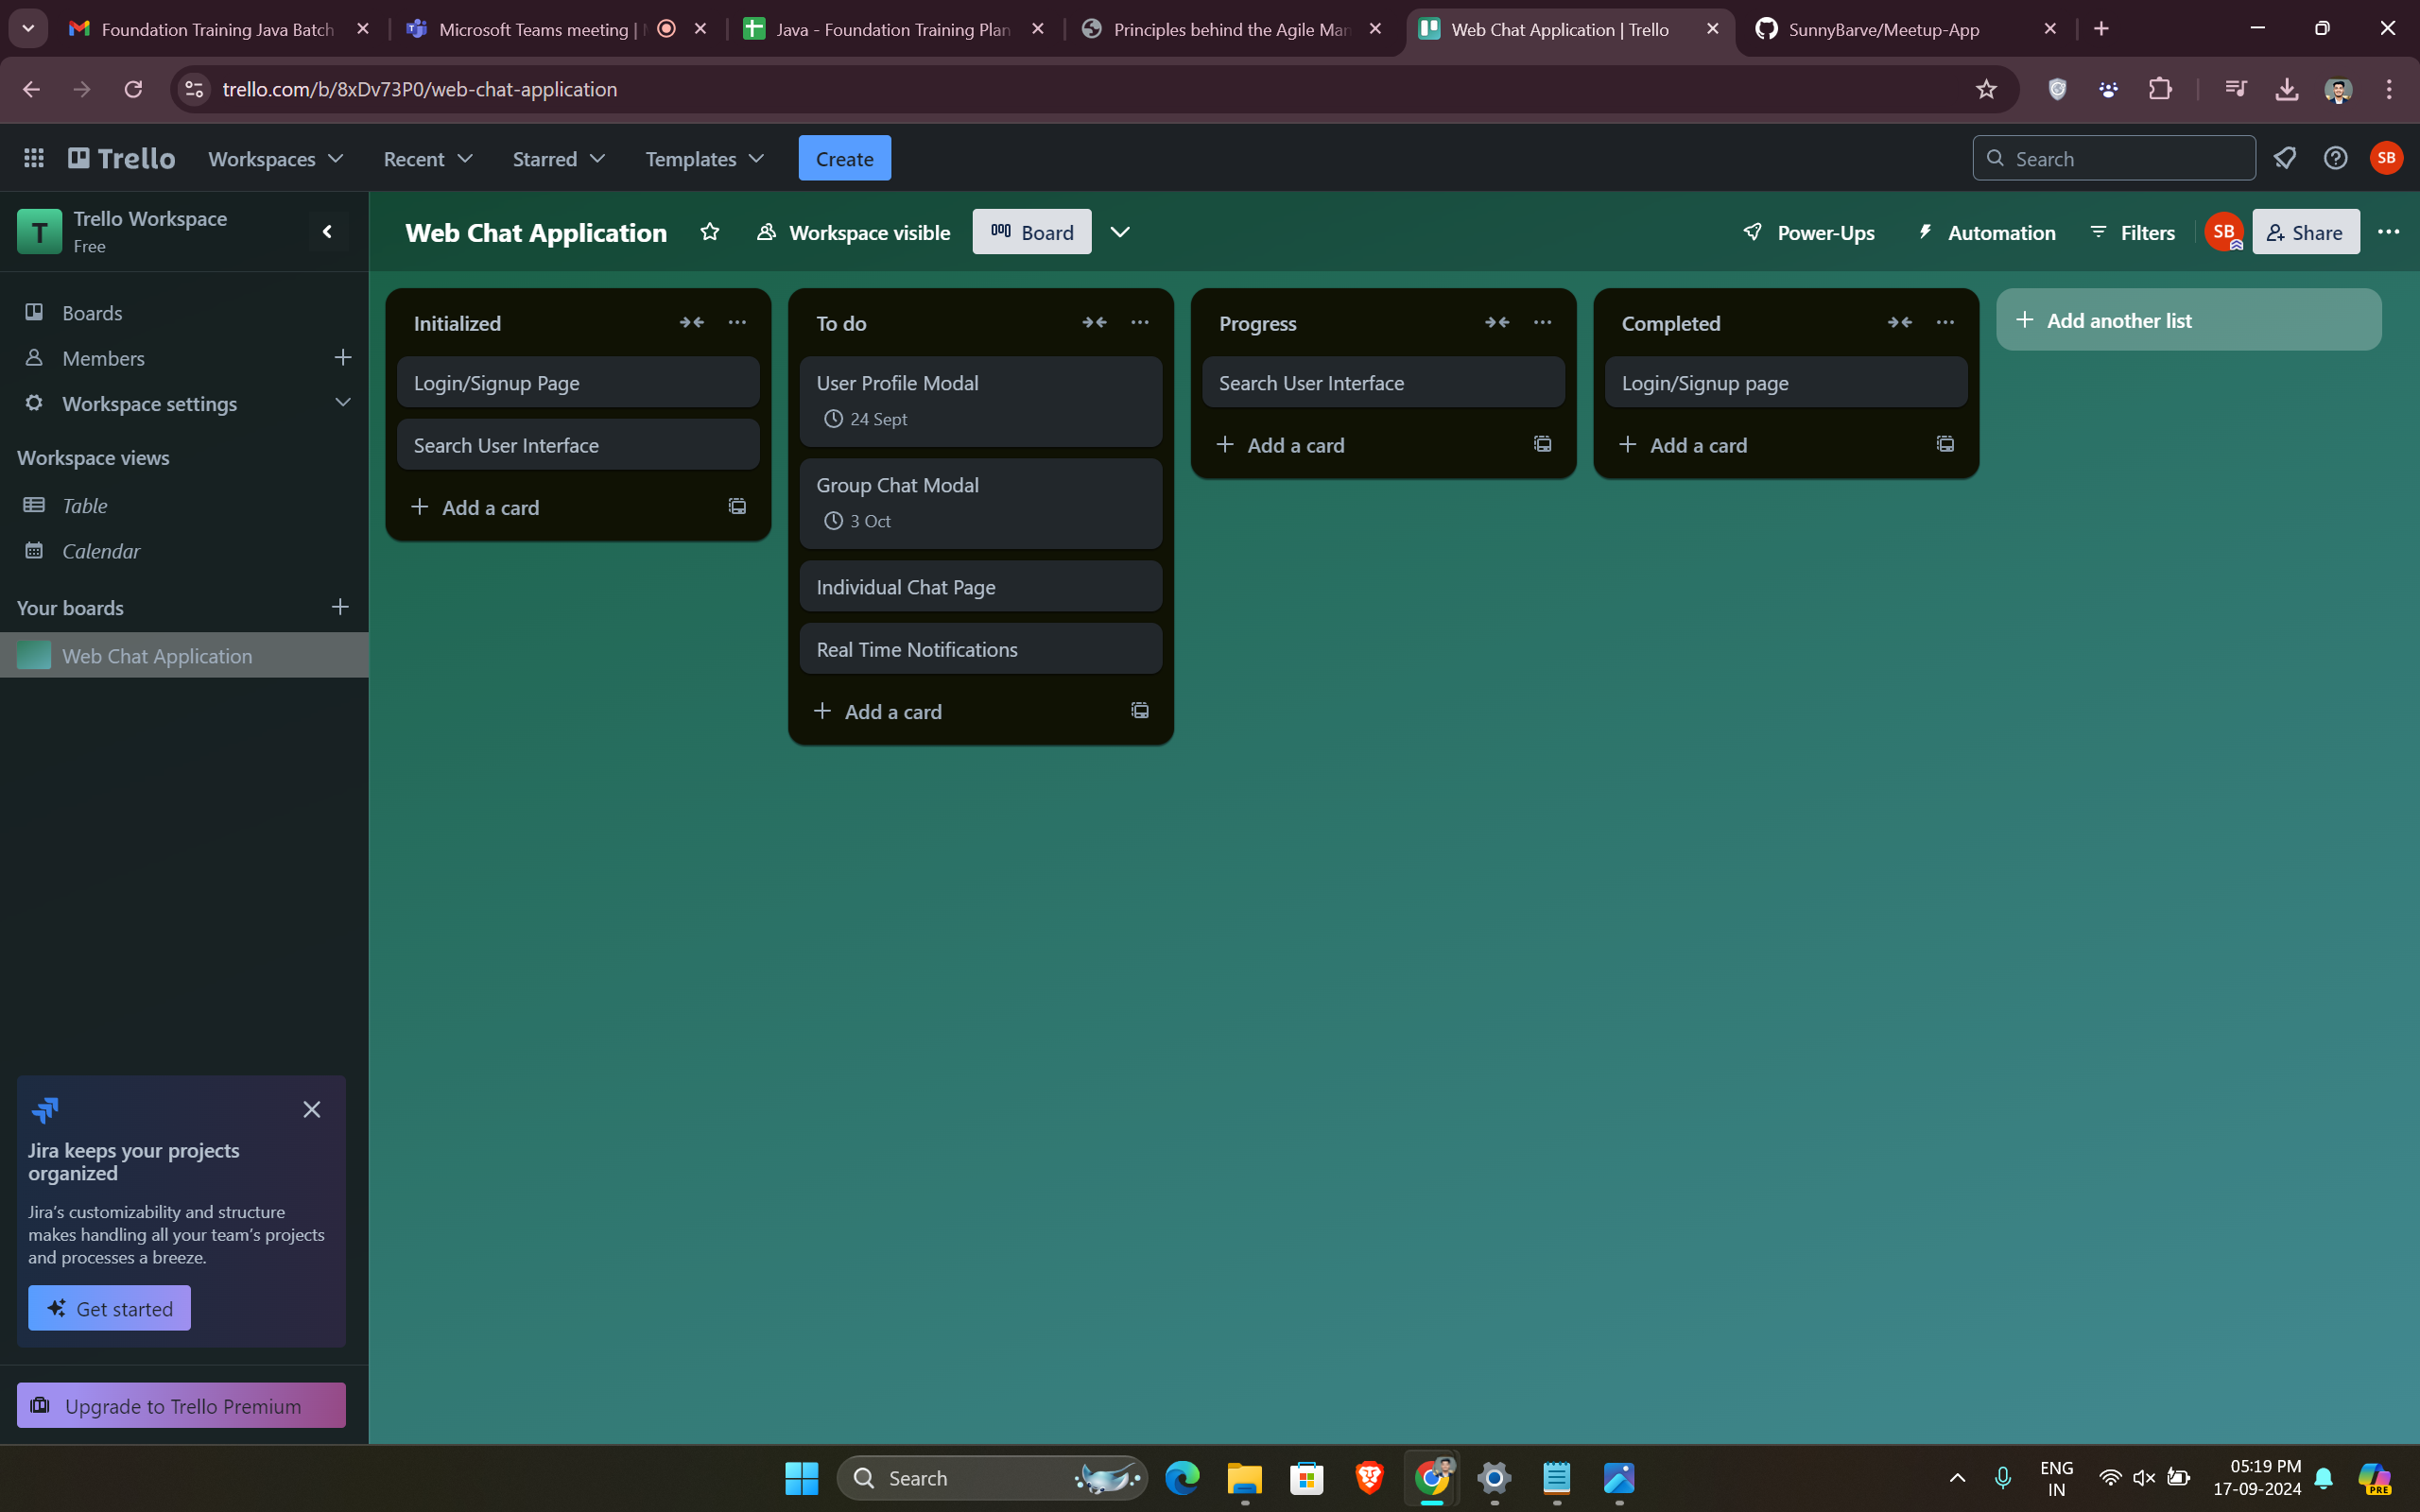 Foundation Training Java Batch
Microsoft Teams meeting |
Java - Foundation Training Plan
Principles behind the Agile Man
Web Chat Application | Trello
SunnyBarve/Meetup-App
trello.com/b/8xDv73P0/web-chat-application
Trello
Workspaces
Recent
Starred
Templates
Create
Search
SB
T
Trello Workspace
Free
Web Chat Application
Workspace visible
Board
Power-Ups
Automation
Filters
SB
Share
Boards
Members
Workspace settings
Workspace views
Table
Calendar
Your boards
Web Chat Application
Initialized
Login/Signup Page
Search User Interface
Add a card
To do
User Profile Modal
24 Sept
Group Chat Modal
3 Oct
Individual Chat Page
Real Time Notifications
Add a card
Progress
Search User Interface
Add a card
Completed
Login/Signup page
Add a card
Add another list
Jira keeps your projects
organized
Jira’s customizability and structure
makes handling all your team’s projects
and processes a breeze.
Get started
Upgrade to Trello Premium
Search
ENG
IN
05:19 PM
17-09-2024
PRE